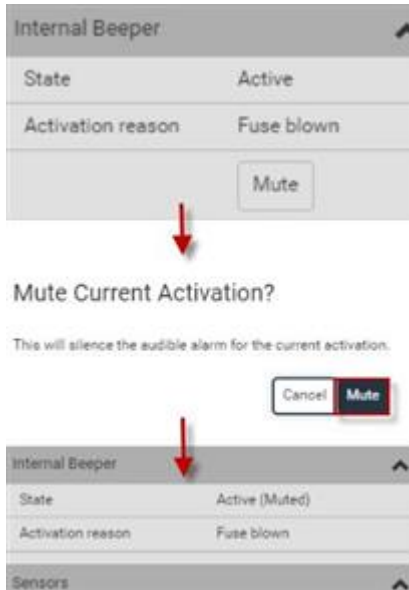 Internal Beeper
State Active
Activation reason Fuse blown
Mute
Mute Current Activation?
This will silence the audible alarm for the current activation.
Cancel Mute
Internal Beeper
State Active (Muted)
Activation reason Fuse blown
Sensors